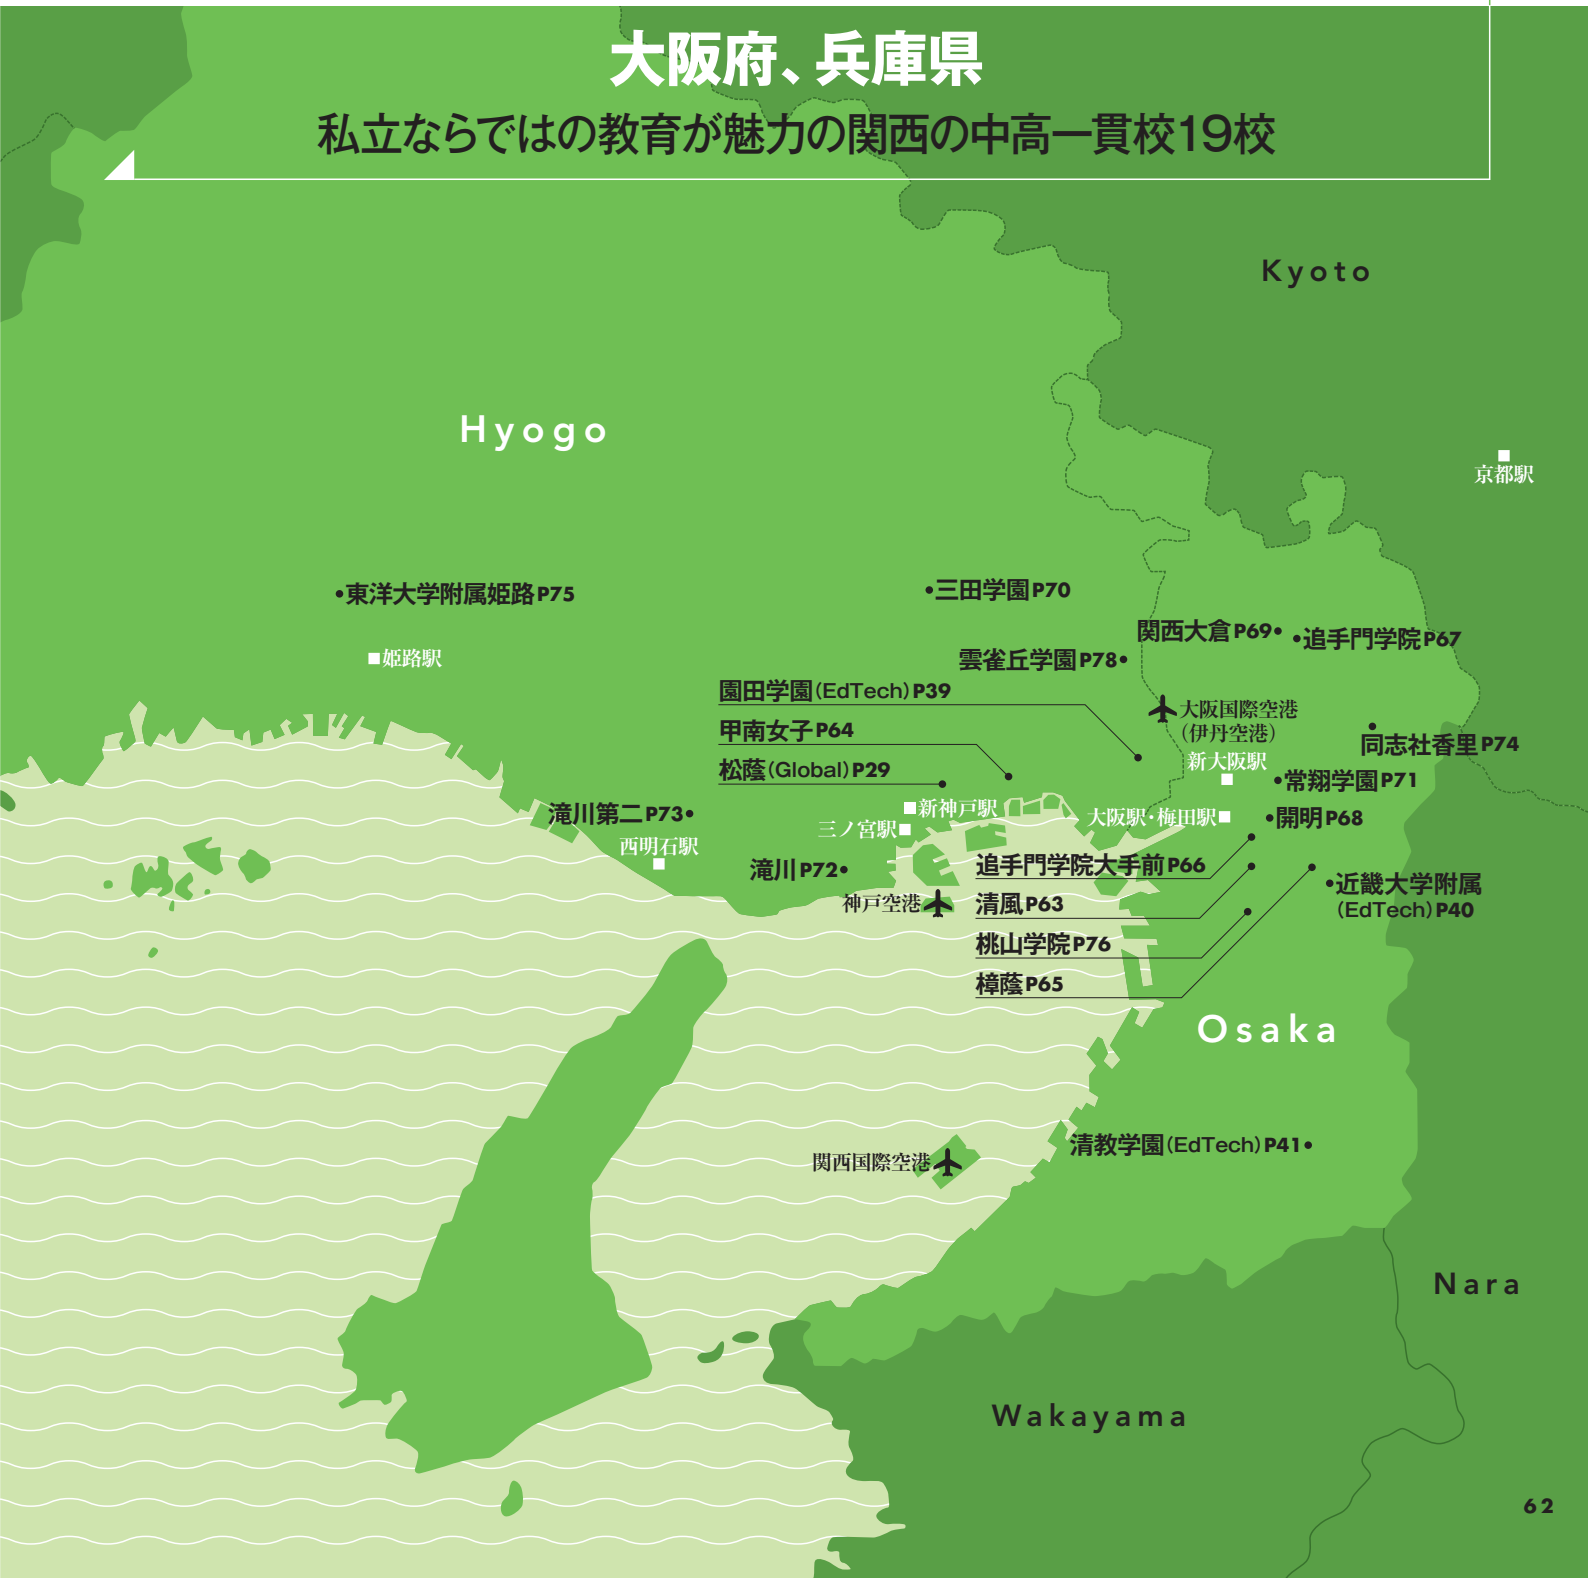 大阪府、兵庫県
私立ならではの教育が魅力の関西の中高一貫校19校
Kyoto
Hyogo
京都駅
東洋大学附属姫路P75
三田学園P70
関西大倉P69
追手門学院P67
姫路駅
雲雀丘学園P78
園田学園(EdTech)P39
大阪国際空港
(伊丹空港)
甲南女子P64
同志社香里P74
新大阪駅
松蔭(Global)P29
常翔学園P71
新神戸駅
滝川第二P73
大阪駅・梅田駅
開明P68
三ノ宮駅
西明石駅
追手門学院大手前P66
滝川P72
近畿大学附属
(EdTech)P40
神戸空港
清風P63
桃山学院P76
樟蔭P65
Osaka
清教学園(EdTech)P41
関西国際空港
Nara
Wakayama
62